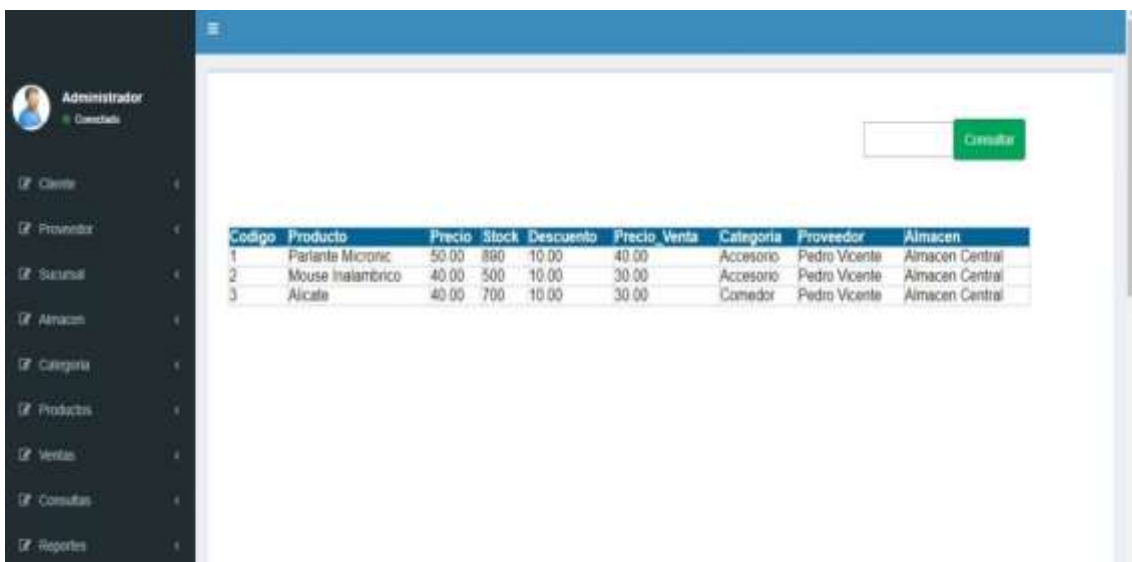 Administrador
Conectado
Cliente
Proveedor
Sucursal
Almacen
Categoria
Productos
Ventas
Consultas
Reportes
Consultar
Codigo Producto Precio Stock Descuento Precio_Venta Categoria Proveedor Almacen
1 Parlante Micronic 50.00 890 10.00 40.00 Accesorio Pedro Vicente Almacen Central
2 Mouse Inalambrico 40.00 500 10.00 30.00 Accesorio Pedro Vicente Almacen Central
3 Alicate 40.00 700 10.00 30.00 Comedor Pedro Vicente Almacen Central